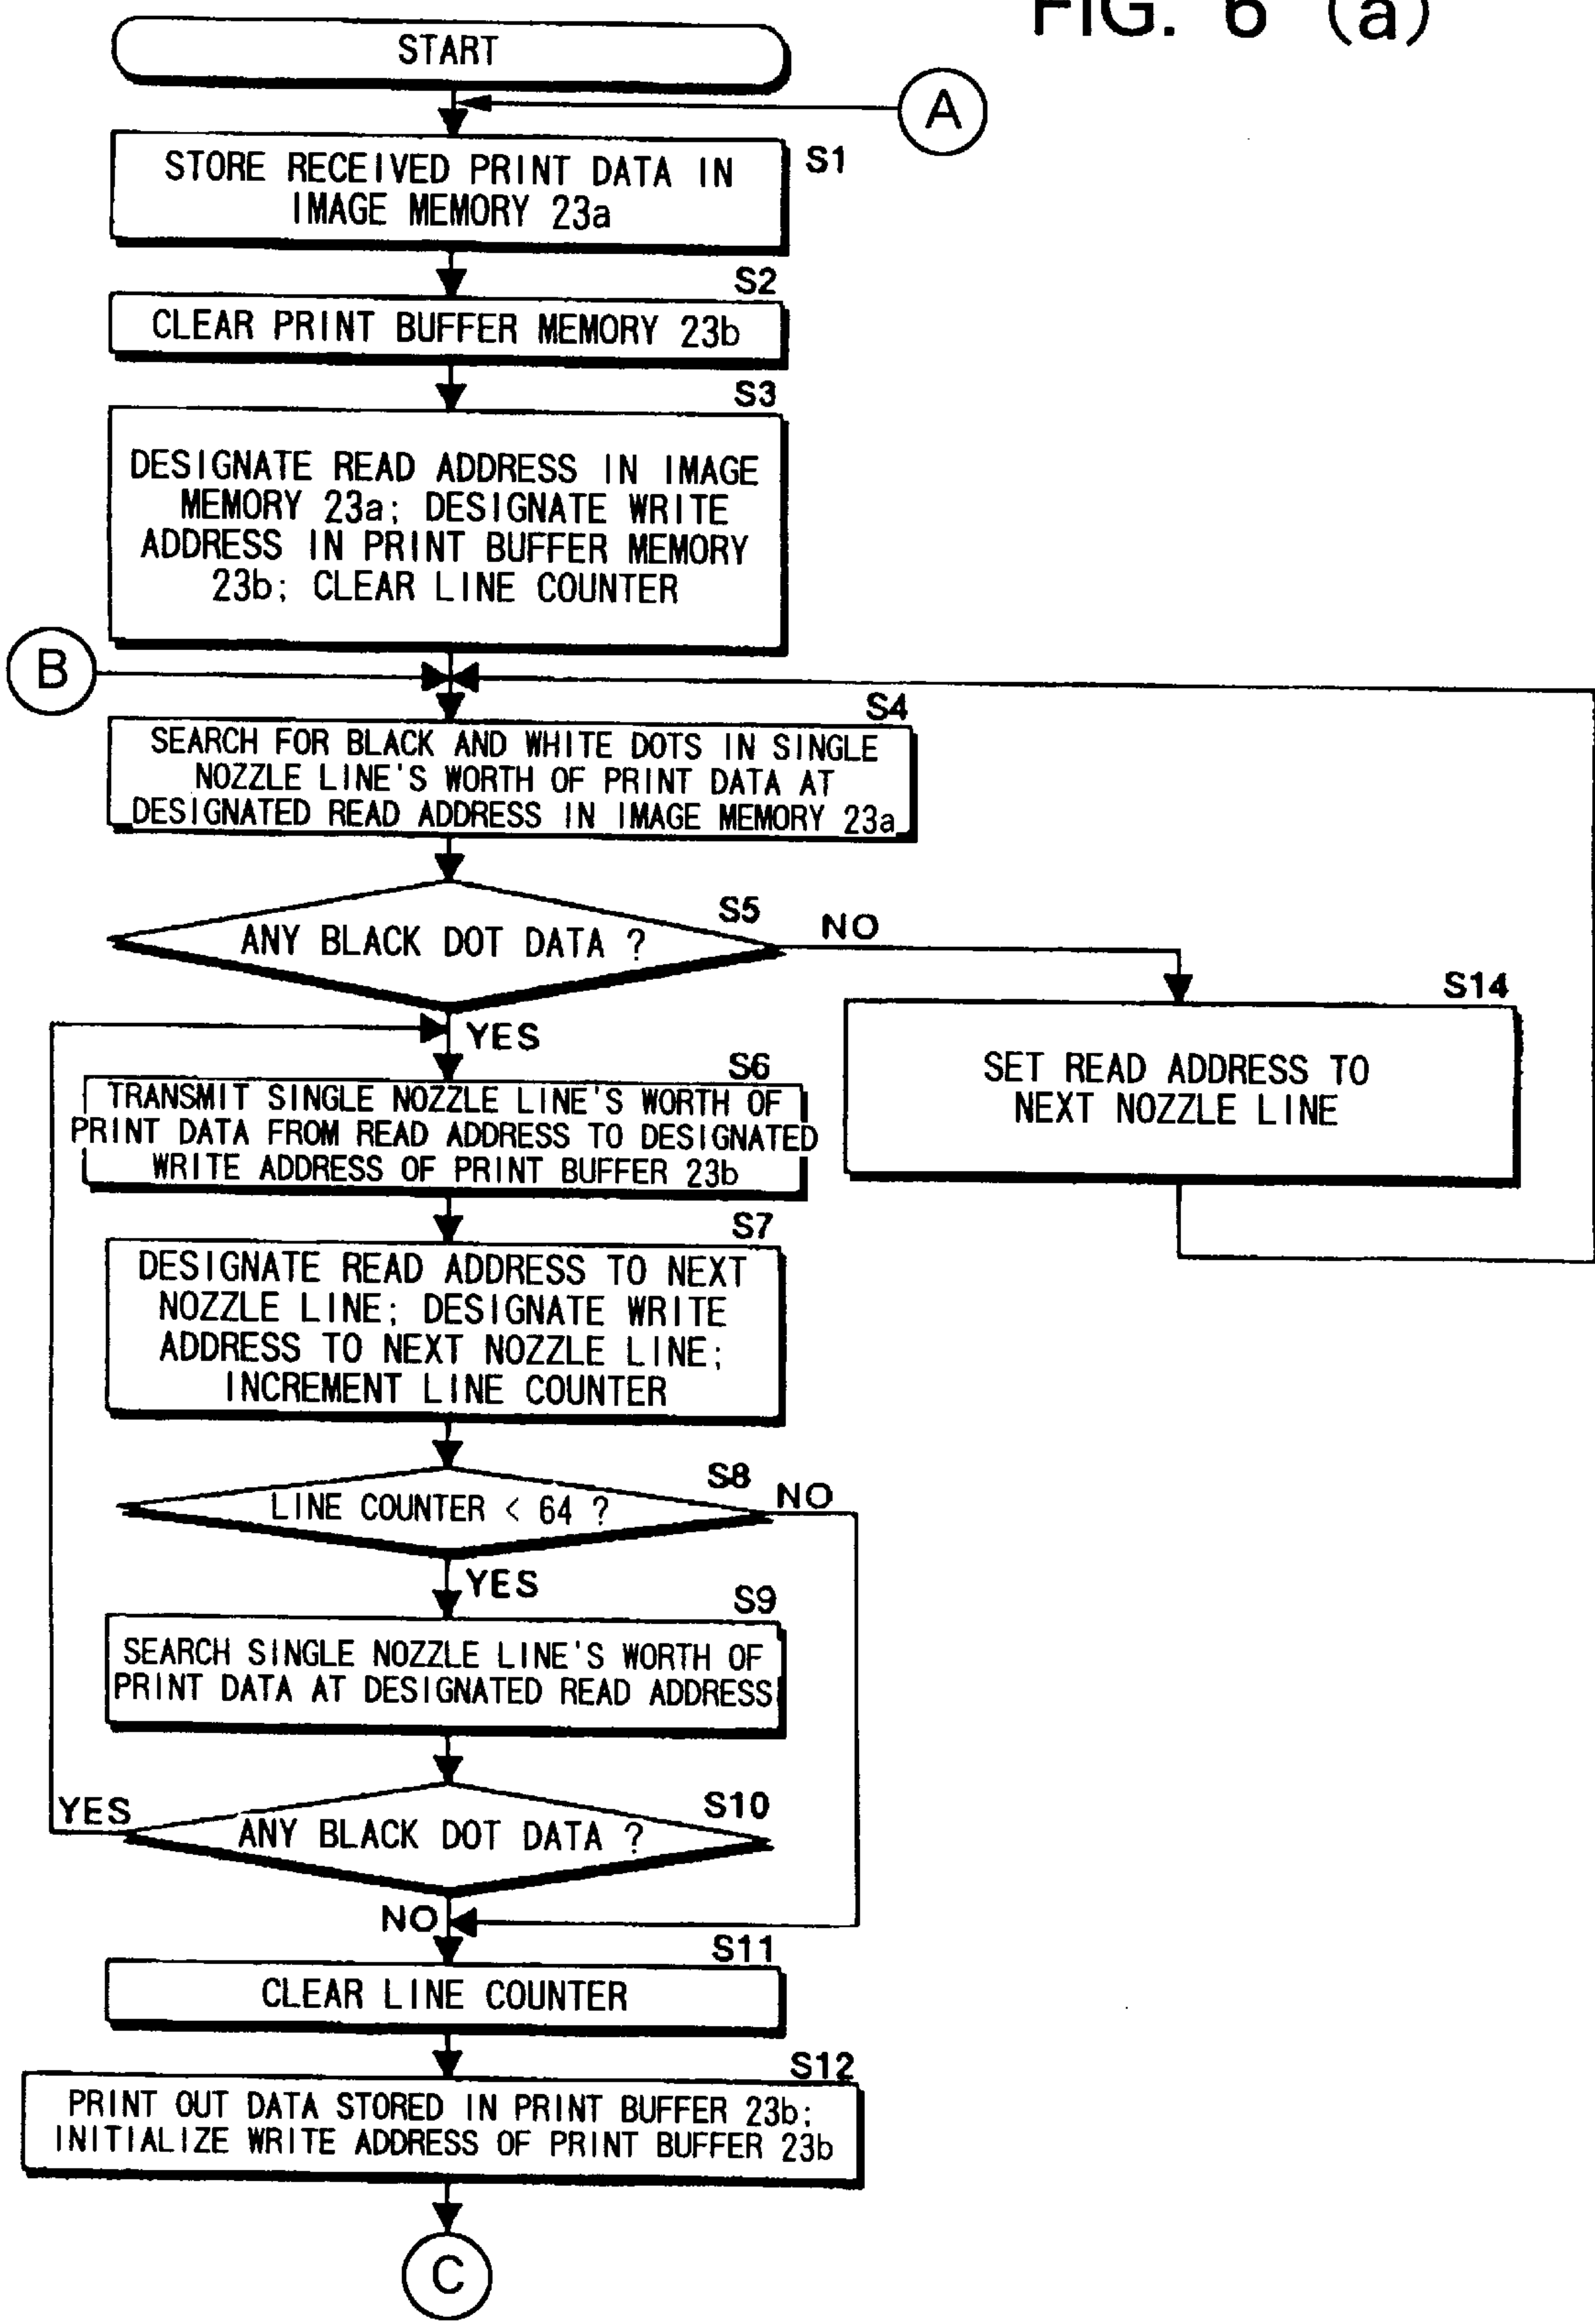 FIG. 6 (a)
START
A
S1
STORE RECEIVED PRINT DATA IN
IMAGE MEMORY 23a
S2
CLEAR PRINT BUFFER MEMORY 23b
S3
DESIGNATE READ ADDRESS IN IMAGE
MEMORY 23a; DESIGNATE WRITE
ADDRESS IN PRINT BUFFER MEMORY
23b; CLEAR LINE COUNTER
B
S4
SEARCH FOR BLACK AND WHITE DOTS IN SINGLE
NOZZLE LINE'S WORTH OF PRINT DATA AT
DESIGNATED READ ADDRESS IN IMAGE MEMORY 23a
S5
ANY BLACK DOT DATA ?
NO
S14
SET READ ADDRESS TO
NEXT NOZZLE LINE
YES
S6
TRANSMIT SINGLE NOZZLE LINE'S WORTH OF
PRINT DATA FROM READ ADDRESS TO DESIGNATED
WRITE ADDRESS OF PRINT BUFFER 23b
S7
DESIGNATE READ ADDRESS TO NEXT
NOZZLE LINE; DESIGNATE WRITE
ADDRESS TO NEXT NOZZLE LINE;
INCREMENT LINE COUNTER
S8
LINE COUNTER < 64 ?
NO
YES
S9
SEARCH SINGLE NOZZLE LINE'S WORTH OF
PRINT DATA AT DESIGNATED READ ADDRESS
S10
YES
ANY BLACK DOT DATA ?
NO
S11
CLEAR LINE COUNTER
S12
PRINT OUT DATA STORED IN PRINT BUFFER 23b;
INITIALIZE WRITE ADDRESS OF PRINT BUFFER 23b
C